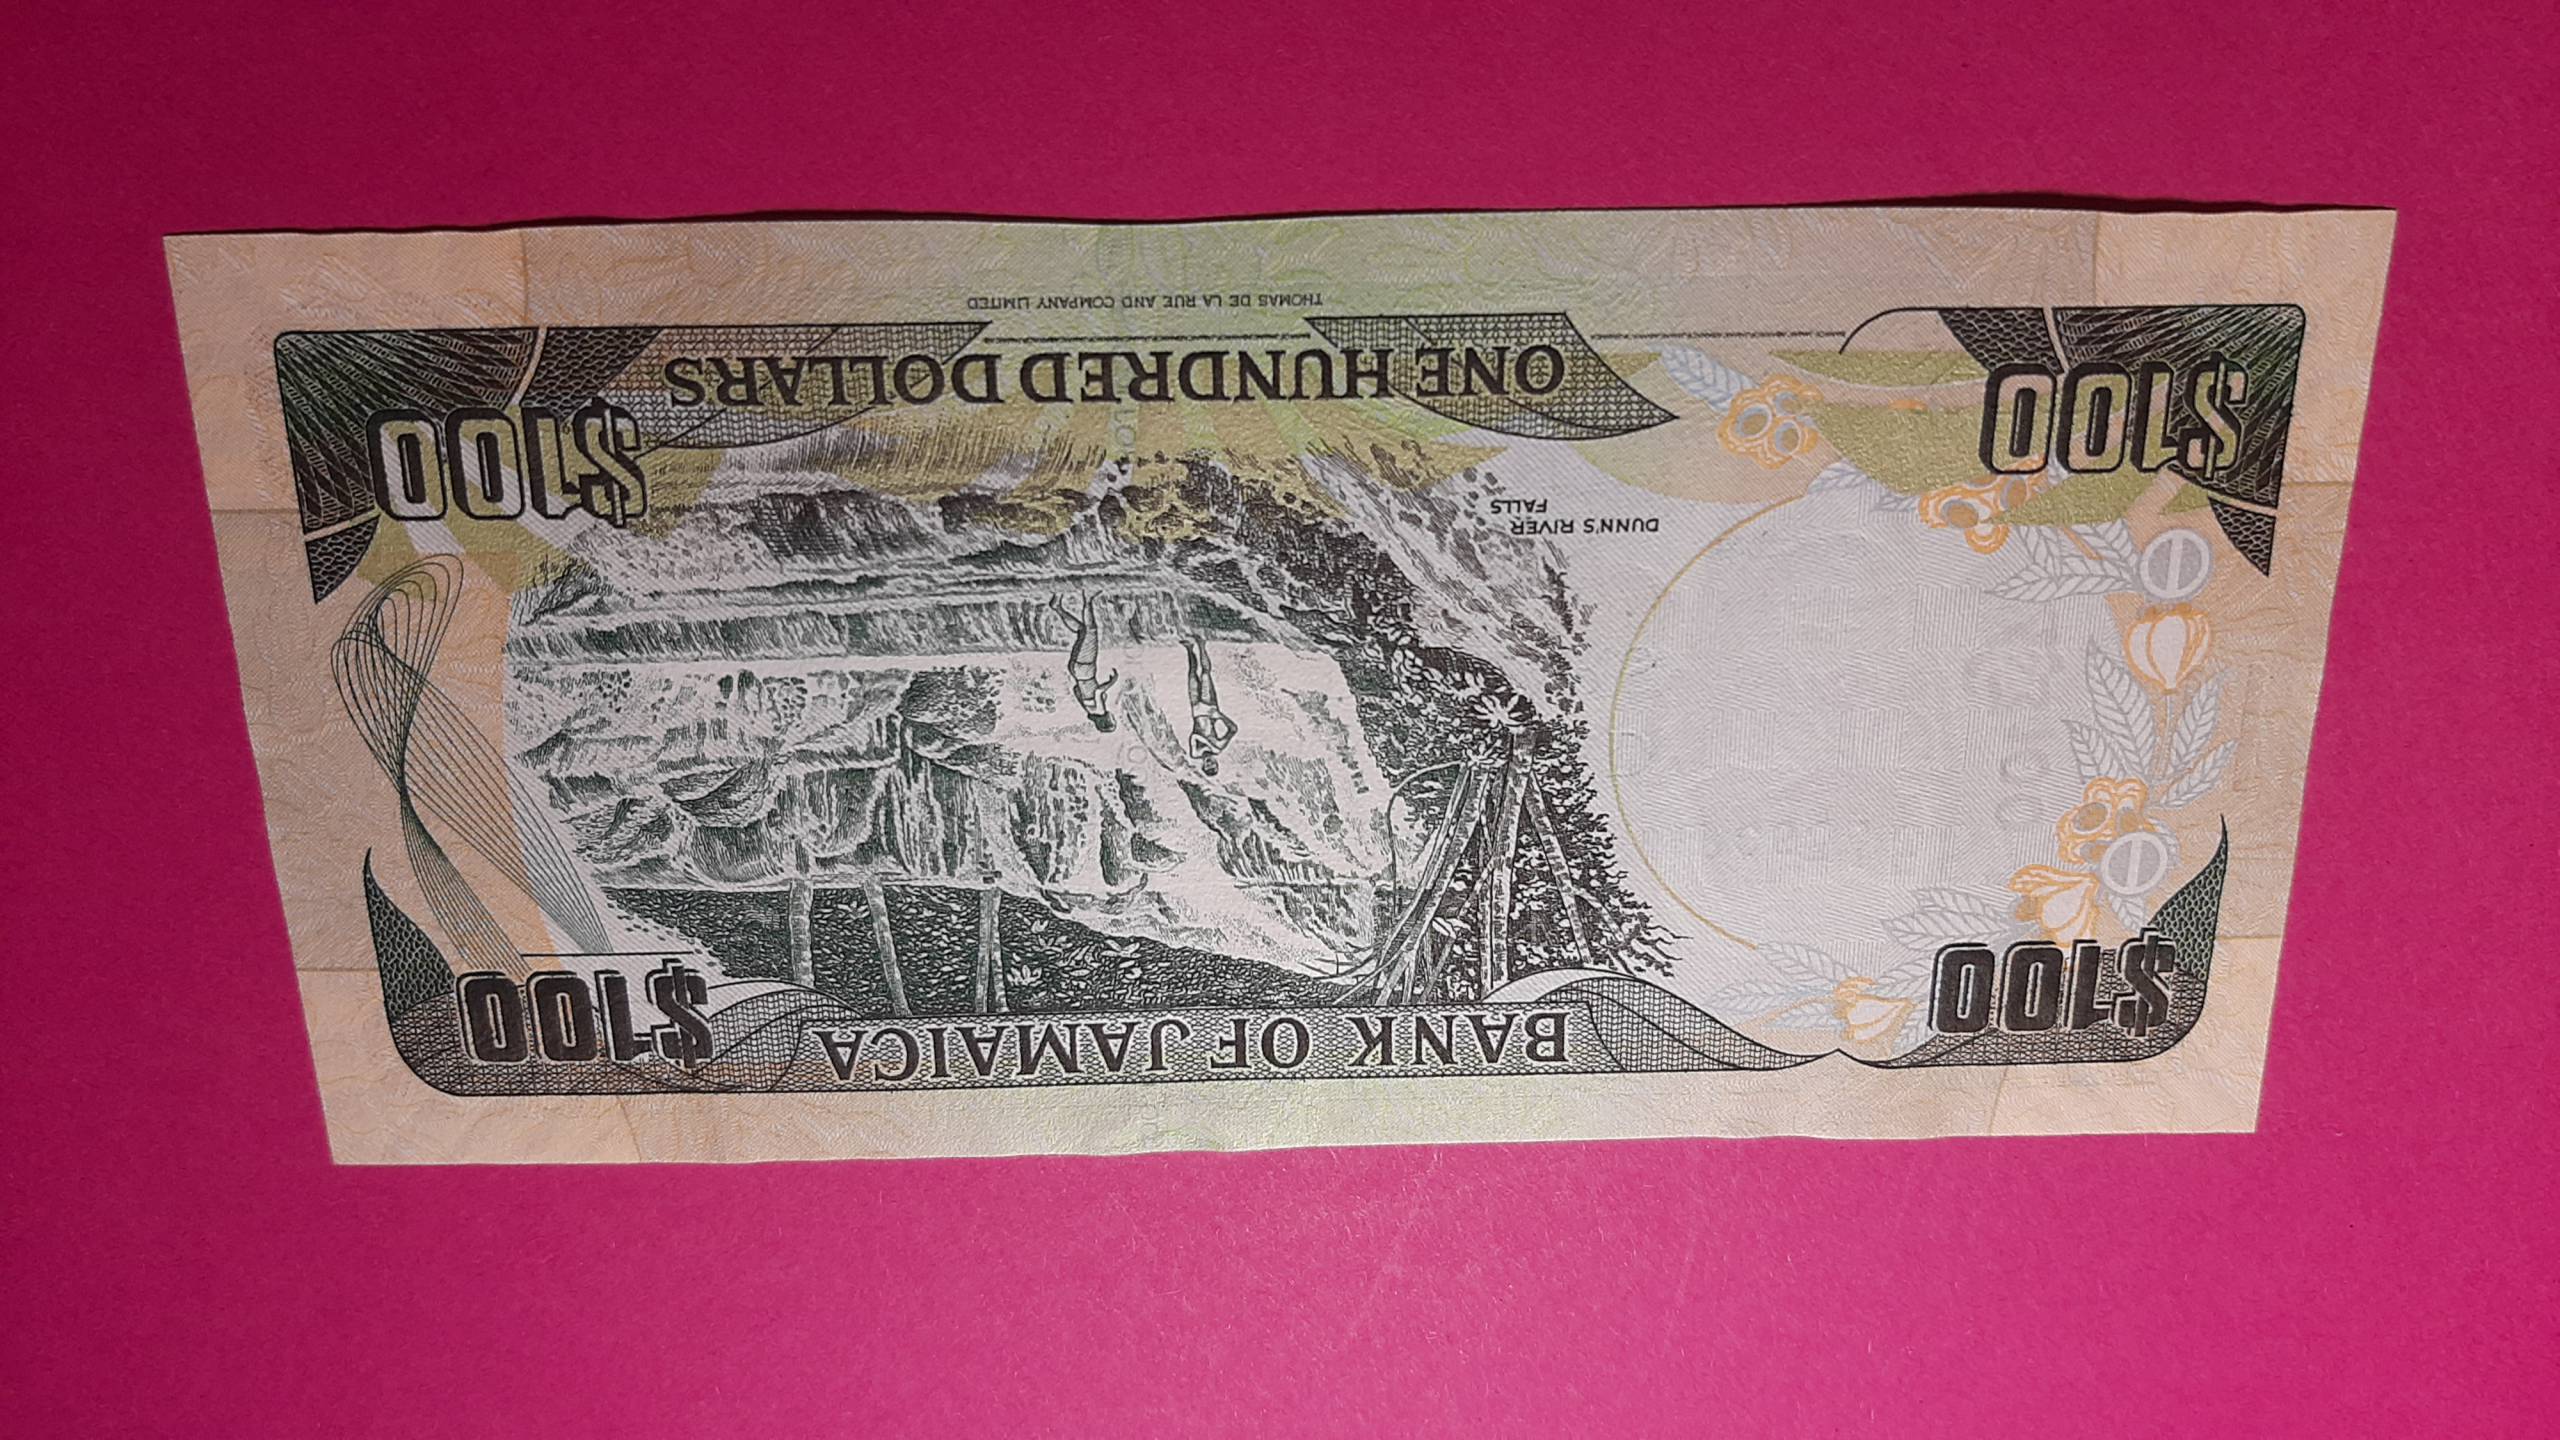 $100
BANK OF JAMAICA
$100
DUNN'S RIVER
FALLS
$100
ONE HUNDRED DOLLARS
$100
THOMAS DE LA RUE AND COMPANY LIMITED